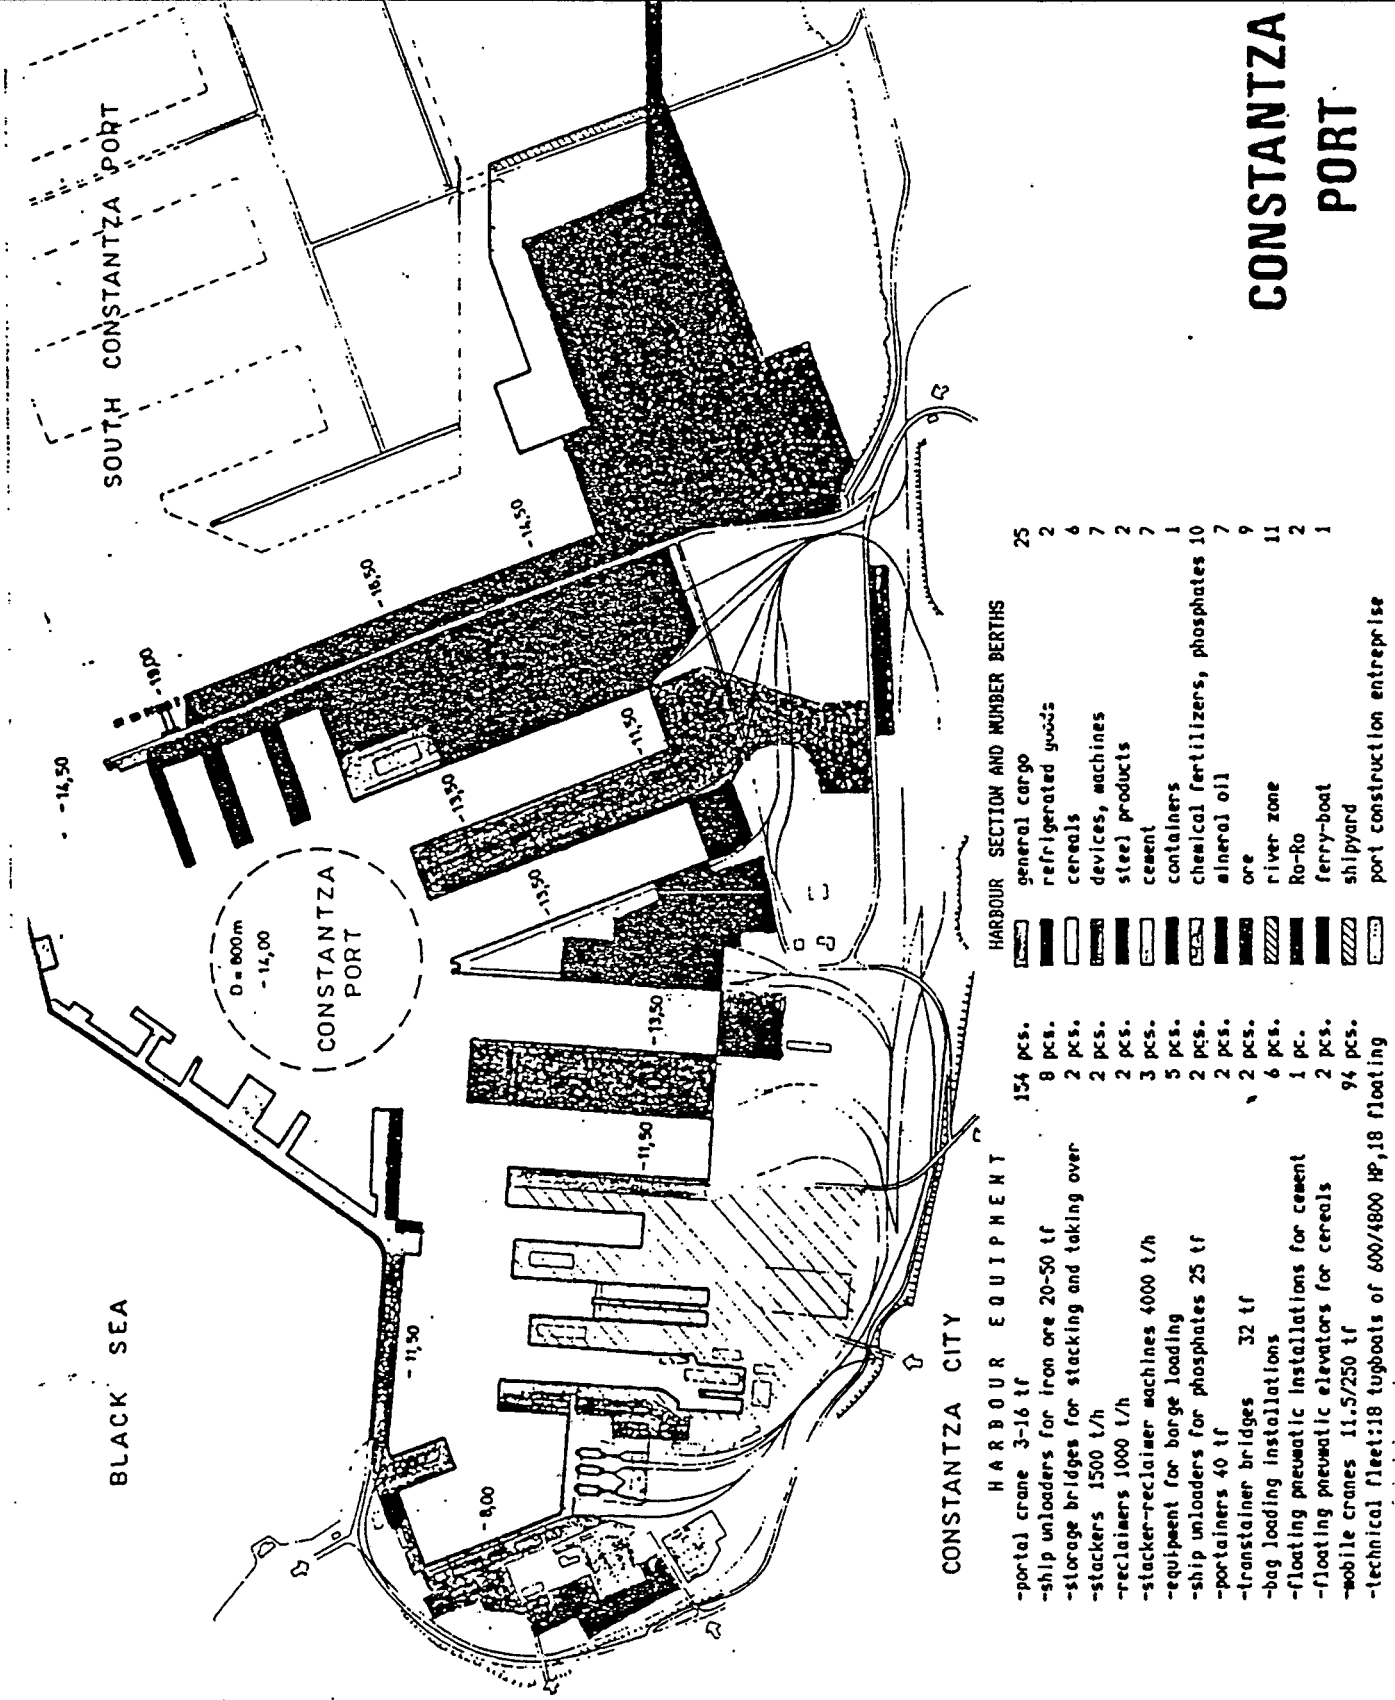 CONSTANTZA
PORT
SOUTH CONSTANTZA PORT
BLACK SEA
CONSTANTZA
PORT
D = 600m
-14,00
-14,50
-19,00
-16,50
-14,50
-11,50
-13,50
-13,50
-13,50
-11,50
-11,50
-8,00
CONSTANTZA CITY
HARBOUR EQUIPMENT
-portal crane 3-16 tf 154 pcs.
-ship unloaders for iron ore 20-50 tf 8 pcs.
-storage bridges for stacking and taking over 2 pcs.
-stackers 1500 t/h 2 pcs.
-reclaimers 1000 t/h 2 pcs.
-stacker-reclaimer machines 4000 t/h 3 pcs.
-equipment for barge loading 5 pcs.
-ship unloaders for phosphates 25 tf 2 pcs.
-portainers 40 tf 2 pcs.
-transtainer bridges 32 tf 2 pcs.
-bag loading installations 6 pcs.
-floating pneumatic installations for cement 1 pc.
-floating pneumatic elevators for cereals 2 pcs.
-mobile cranes 11.5/250 tf 94 pcs.
-technical fleet:18 tugboats of 600/4800 HP,18 floating
HARBOUR SECTION AND NUMBER BERTHS
general cargo 25
refrigerated goods 2
cereals 6
devices, machines 7
steel products 2
cement 7
containers 1
chemical fertilizers, phosphates 10
mineral oil 7
ore 9
river zone 11
Ro-Ro 2
ferry-boat 1
shipyard
port construction entreprise